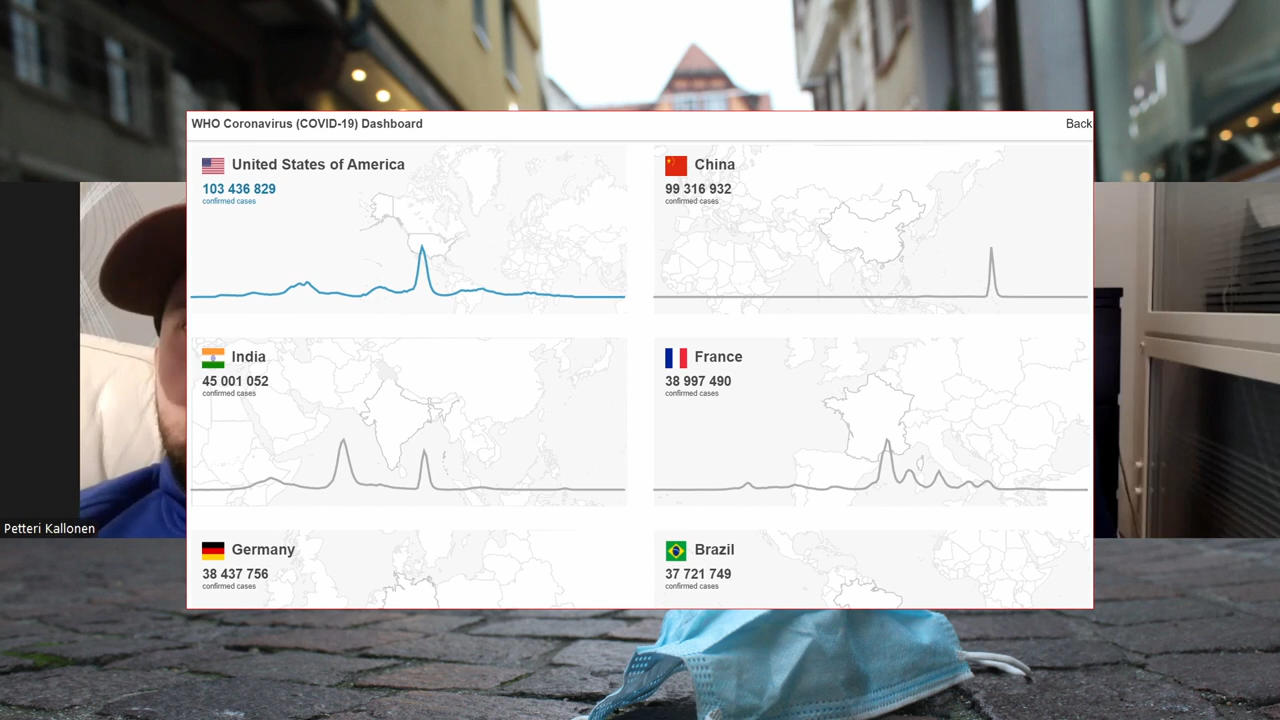 WHO Coronavirus (COVID-19) Dashboard
Back
United States of America
103 436 829
confirmed cases
China
99 316 932
confirmed cases
India
45 001 052
confirmed cases
France
38 997 490
confirmed cases
Germany
38 437 756
confirmed cases
Brazil
37 721 749
confirmed cases
Petteri Kallonen